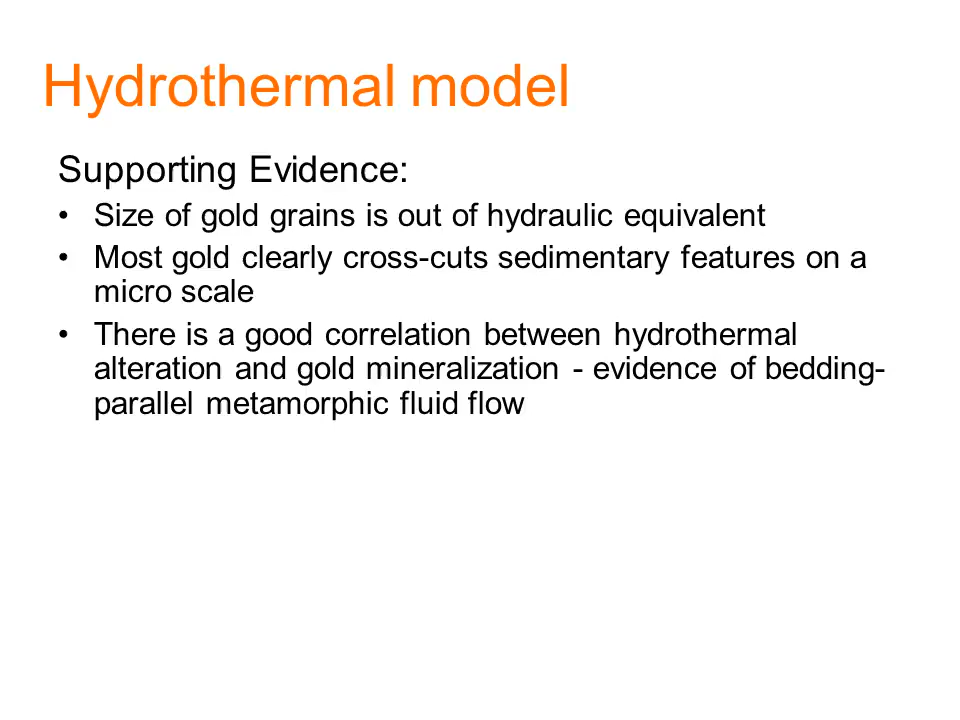 Hydrothermal model
Supporting Evidence:
• Size of gold grains is out of hydraulic equivalent
• Most gold clearly cross-cuts sedimentary features on a
micro scale
• There is a good correlation between hydrothermal
alteration and gold mineralization - evidence of bedding-
parallel metamorphic fluid flow